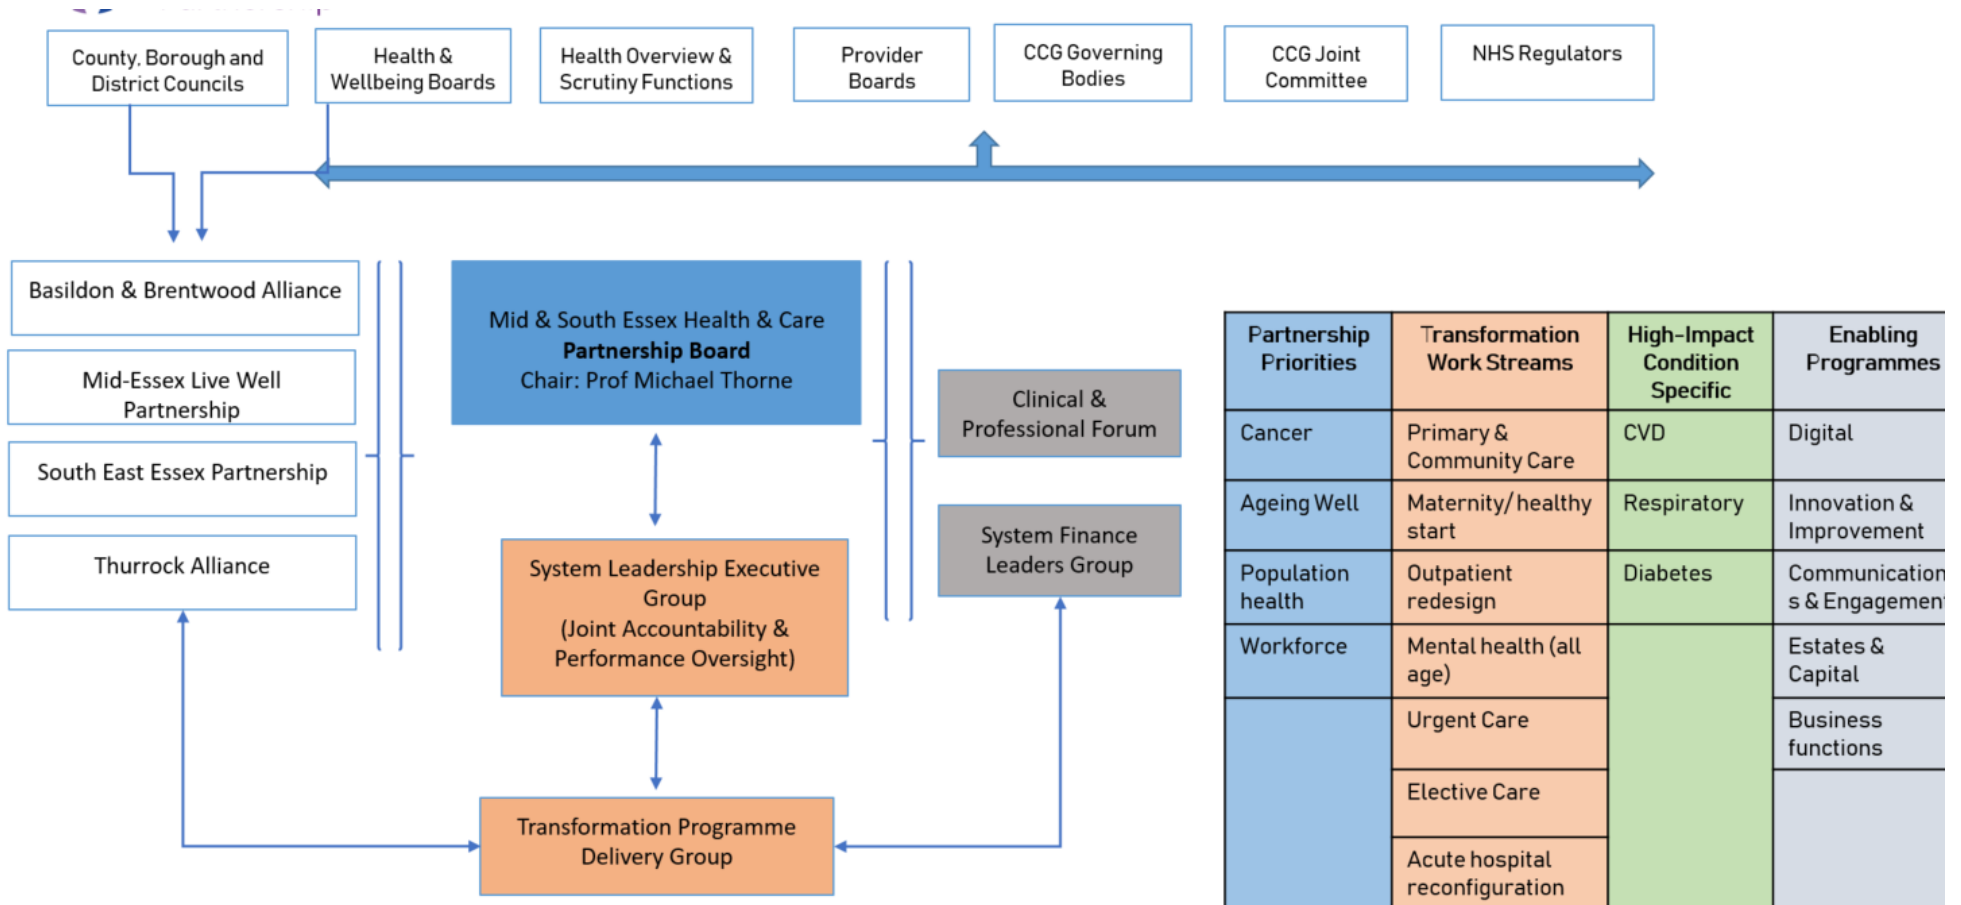 County, Borough and
District Councils
Health &
Wellbeing Boards
Health Overview &
Scrutiny Functions
Provider
Boards
CCG Governing
Bodies
CCG Joint
Committee
NHS Regulators
Basildon & Brentwood Alliance
Mid-Essex Live Well
Partnership
South East Essex Partnership
Thurrock Alliance
Mid & South Essex Health & Care
Partnership Board
Chair: Prof Michael Thorne
System Leadership Executive
Group
(Joint Accountability &
Performance Oversight)
Transformation Programme
Delivery Group
Clinical &
Professional Forum
System Finance
Leaders Group
Partnership
Priorities
Transformation
Work Streams
High-Impact
Condition
Specific
Enabling
Programmes
Cancer
Primary &
Community Care
CVD
Digital
Ageing Well
Maternity/ healthy
start
Respiratory
Innovation &
Improvement
Population
health
Outpatient
redesign
Diabetes
Communication
s & Engagement
Workforce
Mental health (all
age)
Estates &
Capital
Urgent Care
Business
functions
Elective Care
Acute hospital
reconfiguration